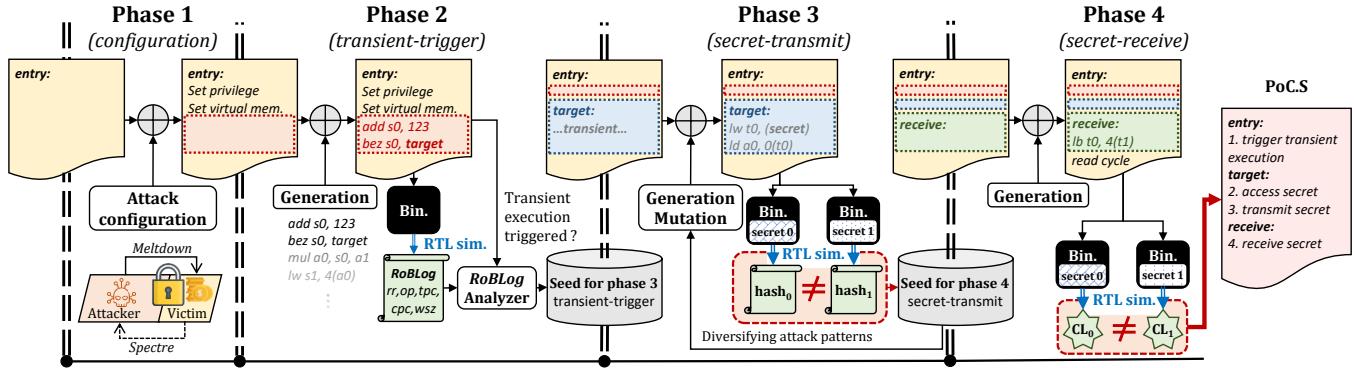 Phase 1
(configuration)
entry:
entry:
Set privilege
Set virtual mem.
Attack
configuration
Meltdown
Attacker
Victim
Spectre
Phase 2
(transient-trigger)
entry:
Set privilege
Set virtual mem.
add s0, 123
bez s0, target
Generation
add s0, 123
bez s0, target
mul a0, s0, a1
lw s1, 4(a0)
⋮
Bin.
RTL sim.
RoBLog
rr,op,tpc,
cpc,wsz
Transient
execution
triggered ?
RoBLog
Analyzer
Seed for phase 3
transient-trigger
Phase 3
(secret-transmit)
entry:
target:
...transient...
entry:
target:
lw t0, (secret)
ld a0, 0(t0)
Generation
Mutation
Bin.
secret 0
Bin.
secret 1
RTL sim.
hash0
≠
hash1
Diversifying attack patterns
Seed for phase 4
secret-transmit
Phase 4
(secret-receive)
entry:
receive:
entry:
receive:
lb t0, 4(t1)
read cycle
Generation
Bin.
secret 0
Bin.
secret 1
RTL sim.
CL0
≠
CL1
PoC.S
entry:
1. trigger transient
execution
target:
2. access secret
3. transmit secret
receive:
4. receive secret